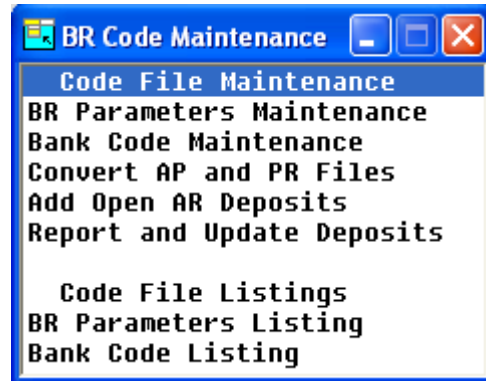 BR Code Maintenance
Code File Maintenance
BR Parameters Maintenance
Bank Code Maintenance
Convert AP and PR Files
Add Open AR Deposits
Report and Update Deposits
Code File Listings
BR Parameters Listing
Bank Code Listing